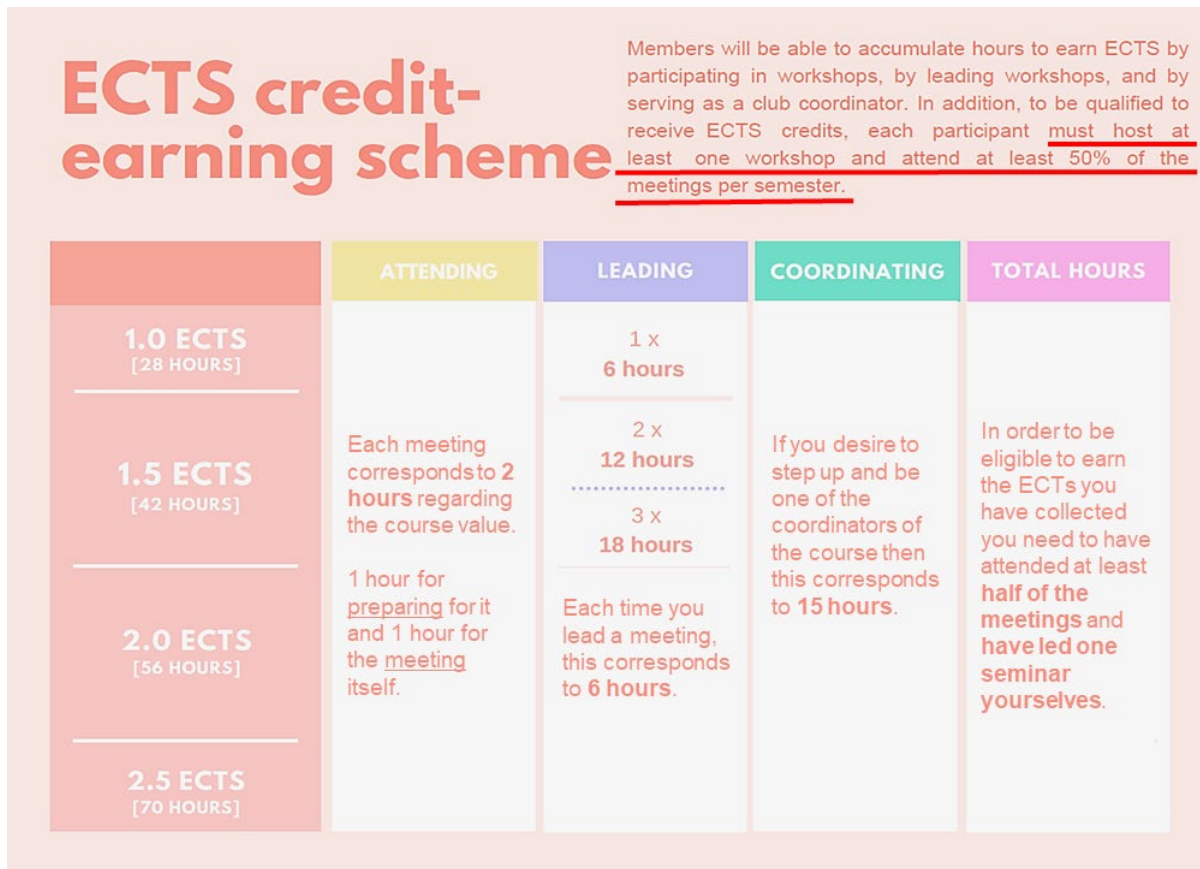 ECTS credit-
earning scheme
Members will be able to accumulate hours to earn ECTS by
participating in workshops, by leading workshops, and by
serving as a club coordinator. In addition, to be qualified to
receive ECTS credits, each participant must host at
least one workshop and attend at least 50% of the
meetings per semester.
ATTENDING
LEADING
COORDINATING
TOTAL HOURS
1.0 ECTS
[28 HOURS]
1.5 ECTS
[42 HOURS]
2.0 ECTS
[56 HOURS]
2.5 ECTS
[70 HOURS]
Each meeting
corresponds to 2
hours regarding
the course value.
1 hour for
preparing for it
and 1 hour for
the meeting
itself.
1 x
6 hours
2 x
12 hours
3 x
18 hours
Each time you
lead a meeting,
this corresponds
to 6 hours.
If you desire to
step up and be
one of the
coordinators of
the course then
this corresponds
to 15 hours.
In order to be
eligible to earn
the ECTs you
have collected
you need to have
attended at least
half of the
meetings and
have led one
seminar
yourselves.